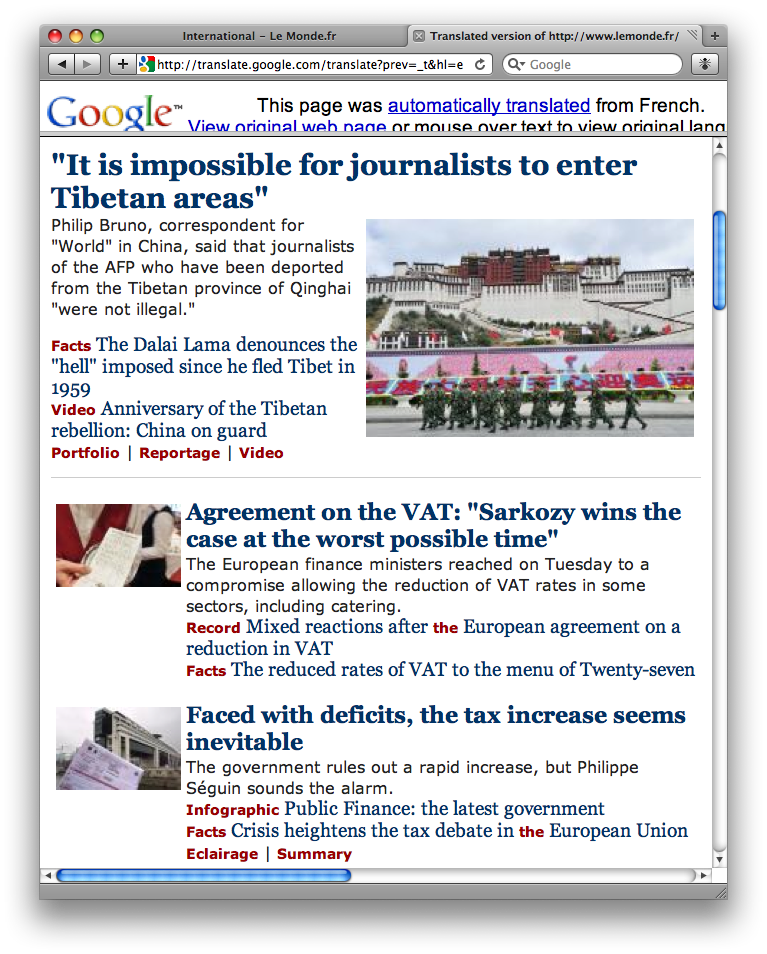 International – Le Monde.fr
Translated version of http://www.lemonde.fr/
http://translate.google.com/translate?prev=_t&hl=e
Google
Google™
This page was automatically translated from French.
View original web page or mouse over text to view original lang
"It is impossible for journalists to enter
Tibetan areas"
Philip Bruno, correspondent for
"World" in China, said that journalists
of the AFP who have been deported
from the Tibetan province of Qinghai
"were not illegal."
Facts The Dalai Lama denounces the
"hell" imposed since he fled Tibet in
1959
Video Anniversary of the Tibetan
rebellion: China on guard
Portfolio | Reportage | Video
Agreement on the VAT: "Sarkozy wins the
case at the worst possible time"
The European finance ministers reached on Tuesday to a
compromise allowing the reduction of VAT rates in some
sectors, including catering.
Record Mixed reactions after the European agreement on a
reduction in VAT
Facts The reduced rates of VAT to the menu of Twenty-seven
Faced with deficits, the tax increase seems
inevitable
The government rules out a rapid increase, but Philippe
Séguin sounds the alarm.
Infographic Public Finance: the latest government
Facts Crisis heightens the tax debate in the European Union
Eclairage | Summary